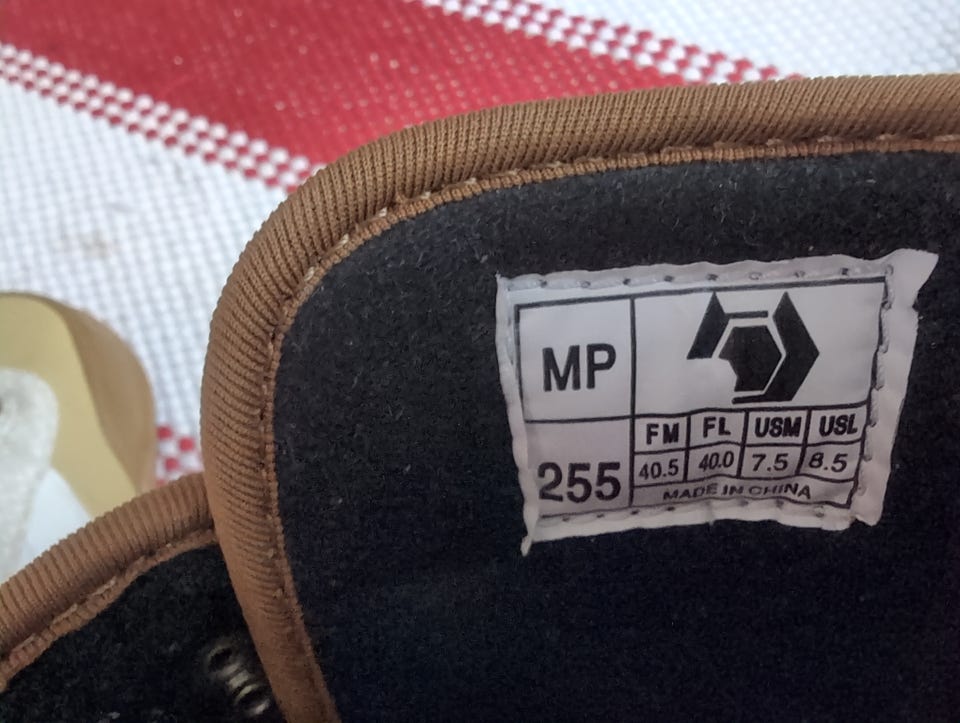 MP
255
FM FL USM USL
40.5 40.0 7.5 8.5
MADE IN CHINA